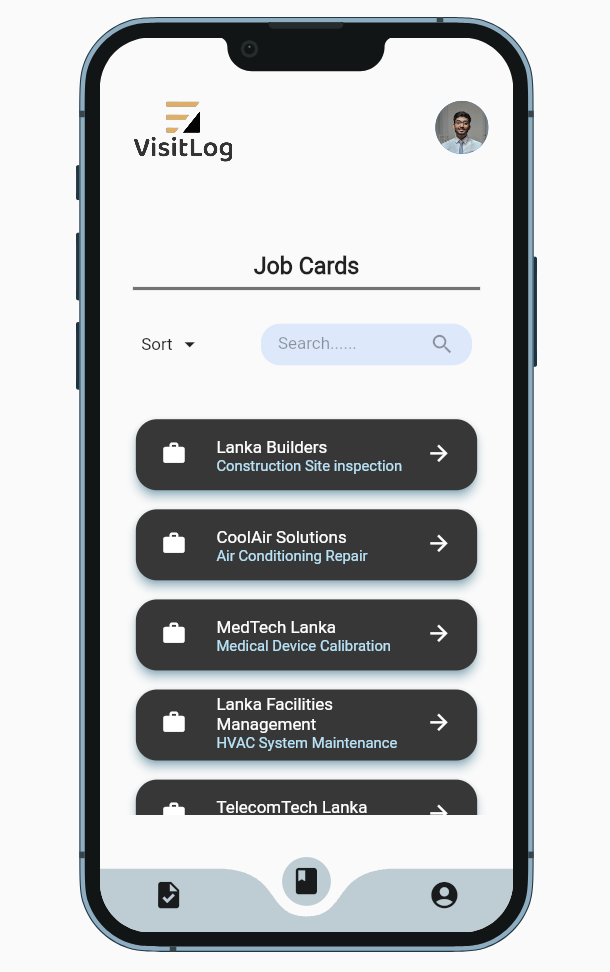 VisitLog
Job Cards
Sort
Search......
Lanka Builders
Construction Site inspection
CoolAir Solutions
Air Conditioning Repair
MedTech Lanka
Medical Device Calibration
Lanka Facilities
Management
HVAC System Maintenance
TelecomTech Lanka